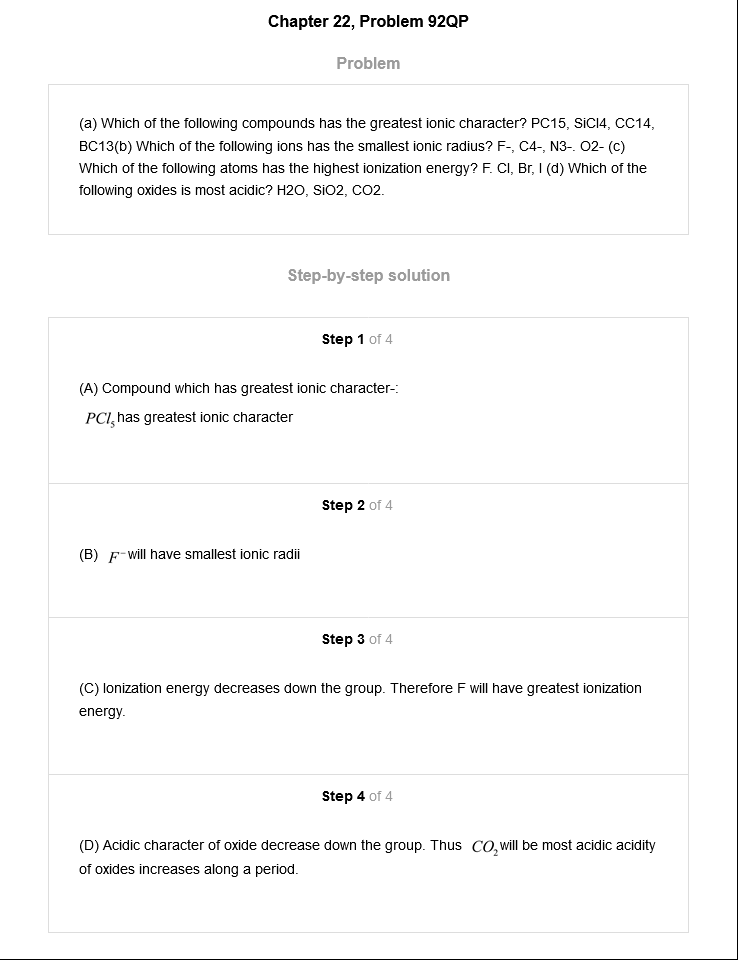 Chapter 22, Problem 92QP
Problem
(a) Which of the following compounds has the greatest ionic character? PC15, SiCl4, CC14,
BC13(b) Which of the following ions has the smallest ionic radius? F-, C4-, N3-. O2- (c)
Which of the following atoms has the highest ionization energy? F. Cl, Br, I (d) Which of the
following oxides is most acidic? H2O, SiO2, CO2.
Step-by-step solution
Step 1 of 4
(A) Compound which has greatest ionic character-:
PCl₅ has greatest ionic character
Step 2 of 4
(B) F⁻ will have smallest ionic radii
Step 3 of 4
(C) Ionization energy decreases down the group. Therefore F will have greatest ionization
energy.
Step 4 of 4
(D) Acidic character of oxide decrease down the group. Thus CO₂ will be most acidic acidity
of oxides increases along a period.